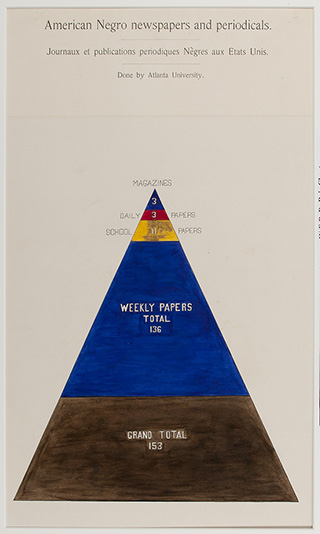 American Negro newspapers and periodicals.
Journaux et publications periodiques Nègres aux Etats Unis.
Done by Atlanta University.
MAGAZINES
3
DAILY 3 PAPERS
SCHOOL 11 PAPERS
WEEKLY PAPERS
TOTAL
136
GRAND TOTAL
153